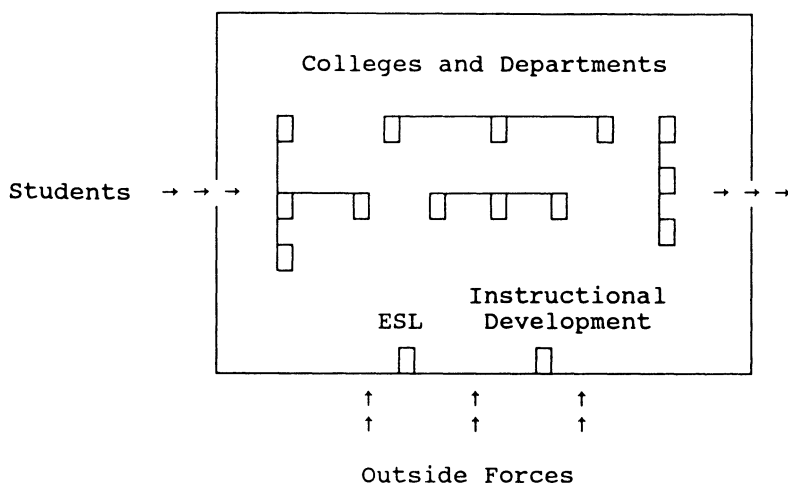 Colleges and Departments
Students
Instructional
ESL Development
Outside Forces